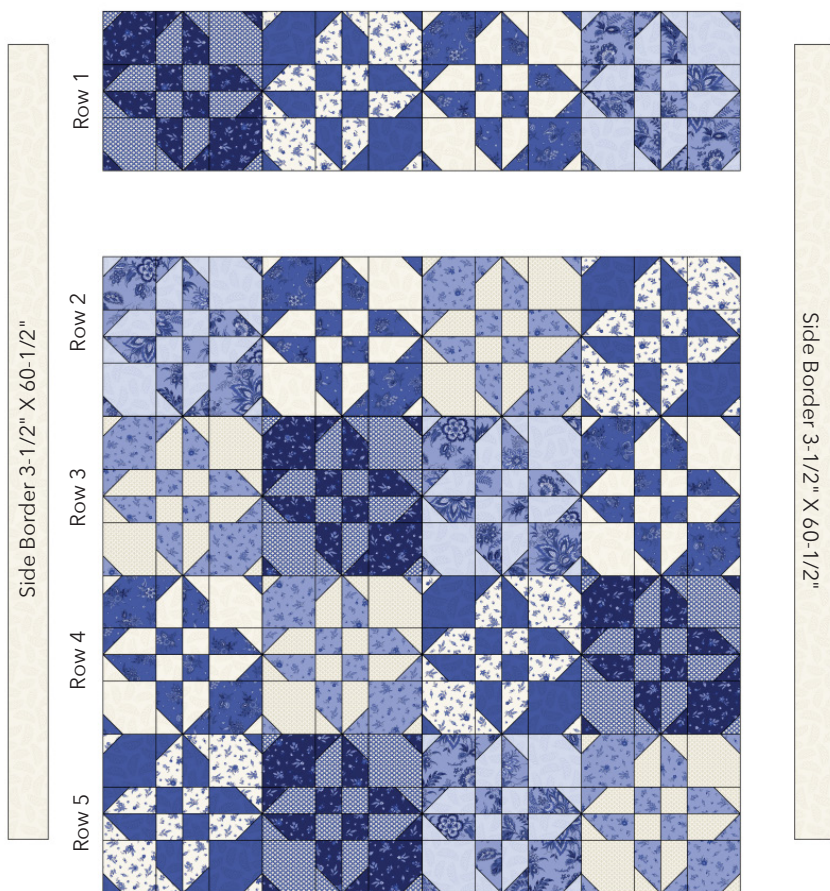 Side Border 3-1/2" X 60-1/2"
Row 1
Row 2
Row 3
Row 4
Row 5
Side Border 3-1/2" X 60-1/2"